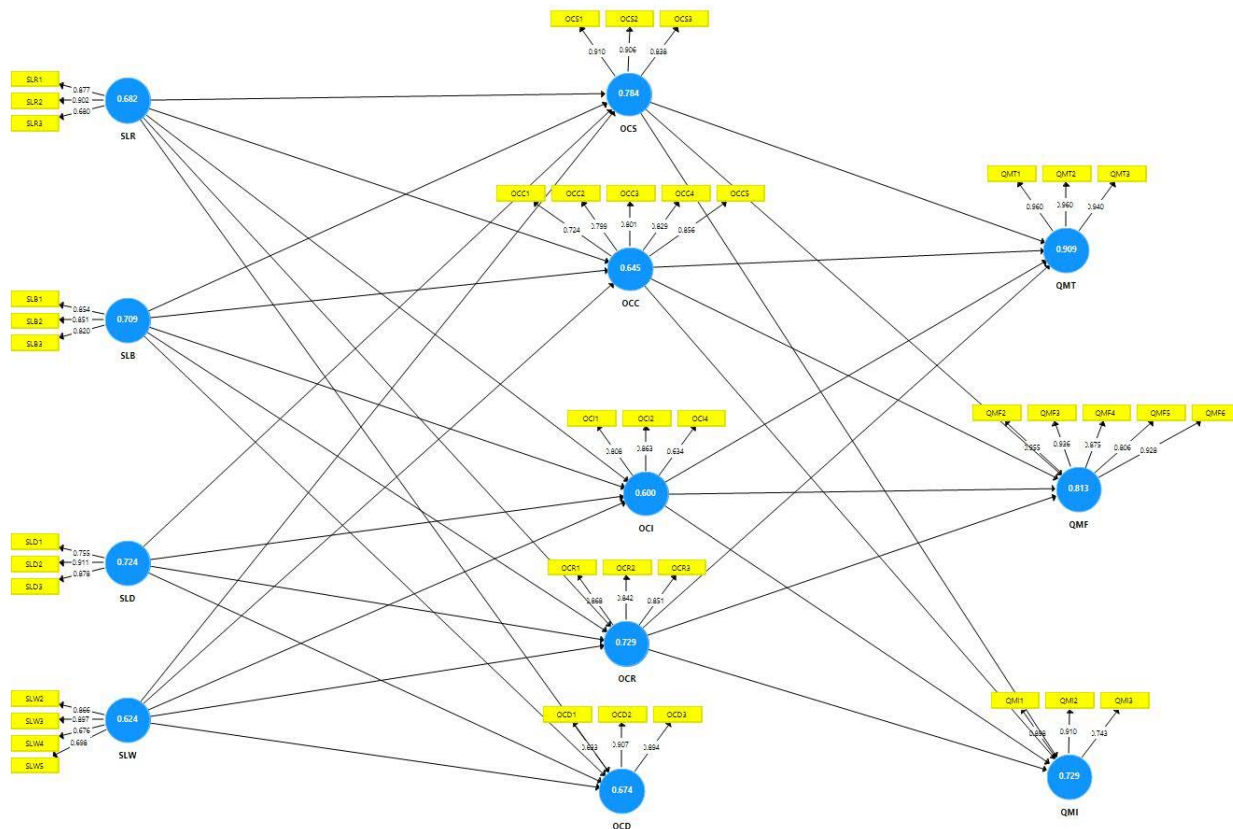 OCS1 OCS2 OCS3
0.910 0.906 0.838
0.784
OCS
SLR1
SLR2
SLR3
0.877
0.902
0.680
0.682
SLR
OCC1 OCC2 OCC3 OCC4 OCC5
0.724 0.799 0.801 0.829 0.856
0.645
OCC
QMT1 QMT2 QMT3
0.960 0.960 0.940
0.909
QMT
SLB1
SLB2
SLB3
0.854
0.851
0.820
0.709
SLB
OCI1 OCI2 OCI4
0.808 0.863 0.634
0.600
OCI
QMF2 QMF3 QMF4 QMF5 QMF6
0.936 0.875 0.806 0.928
0.813
QMF
SLD1
SLD2
SLD3
0.755
0.911
0.878
0.724
SLD
OCR1 OCR2 OCR3
0.868 0.842 0.851
0.729
OCR
SLW2
SLW3
SLW4
SLW5
0.676
0.698
0.624
SLW
OCD1 OCD2 OCD3
0.907 0.894
0.674
OCD
QMI1 QMI2 QMI3
0.910 0.743
0.729
QMI